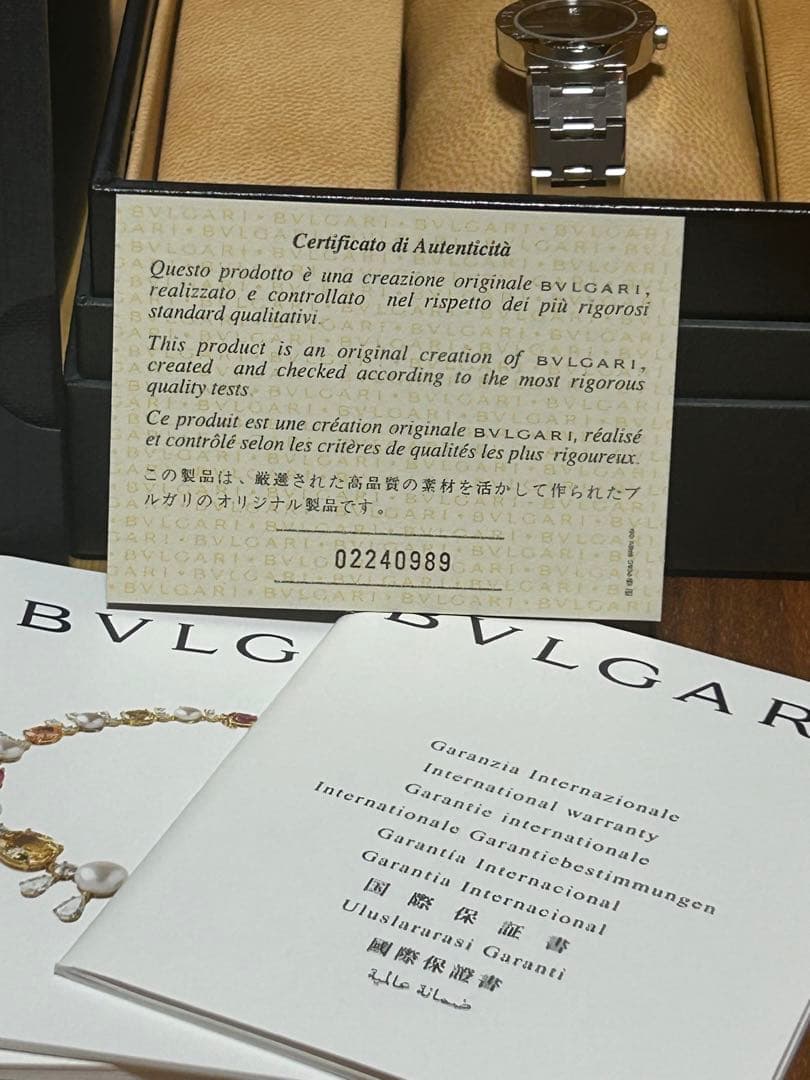 Certificato di Autenticità
Questo prodotto è una creazione originale BVLGARI,
realizzato e controllato nel rispetto dei più rigorosi
standard qualitativi.
This product is an original creation of BVLGARI,
created and checked according to the most rigorous
quality tests.
Ce produit est une création originale BVLGARI, réalisé
et contrôlé selon les critères de qualités les plus rigoureux.
この製品は、厳選された高品質の素材を活かして作られたブ
ルガリのオリジナル製品です。
02240989
BVLG
BVLGAR
Garanzia Internazionale
International warranty
Garantie internationale
Internationale Garantiebestimmungen
Garantía Internacional
Garantia Internacional
国際保証書
Uluslararasi Garanti
國際保證書
ضمانة عالمية